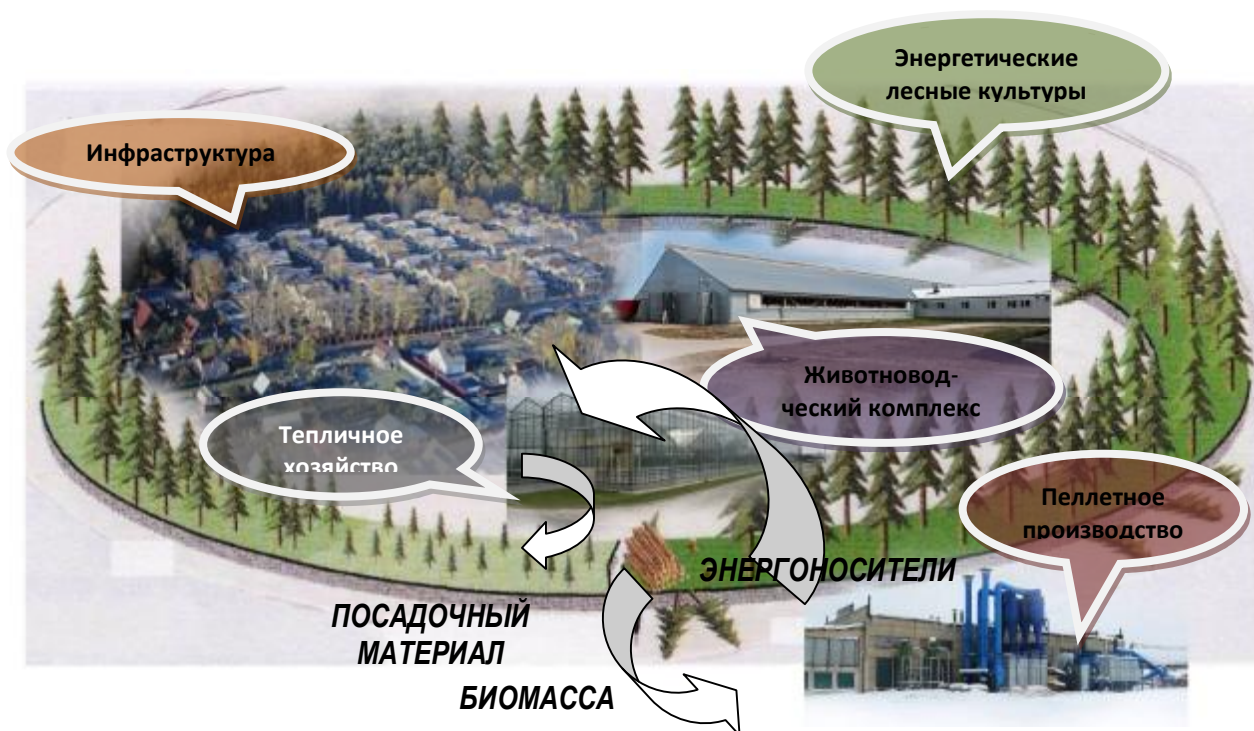 Энергетические
лесные культуры
Инфраструктура
Животновод-
ческий комплекс
Тепличное
хозяйство
Пеллетное
производство
ЭНЕРГОНОСИТЕЛИ
ПОСАДОЧНЫЙ
МАТЕРИАЛ
БИОМАССА